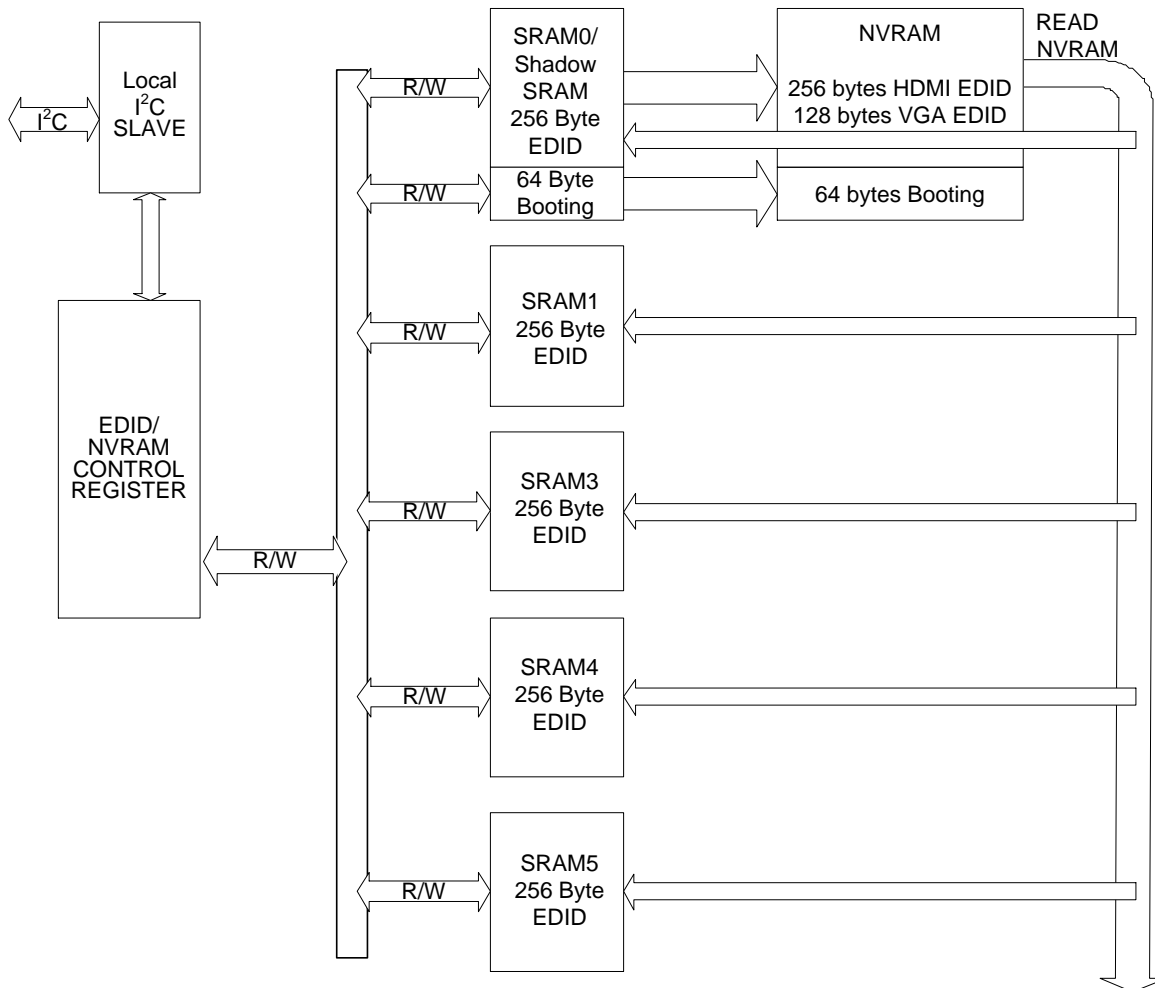 SRAM0/
Shadow
SRAM
256 Byte
EDID
64 Byte
Booting
NVRAM
256 bytes HDMI EDID
128 bytes VGA EDID
64 bytes Booting
READ
NVRAM
Local
I²C
SLAVE
I²C
R/W
R/W
SRAM1
256 Byte
EDID
R/W
EDID/
NVRAM
CONTROL
REGISTER
R/W
SRAM3
256 Byte
EDID
R/W
SRAM4
256 Byte
EDID
R/W
SRAM5
256 Byte
EDID
R/W